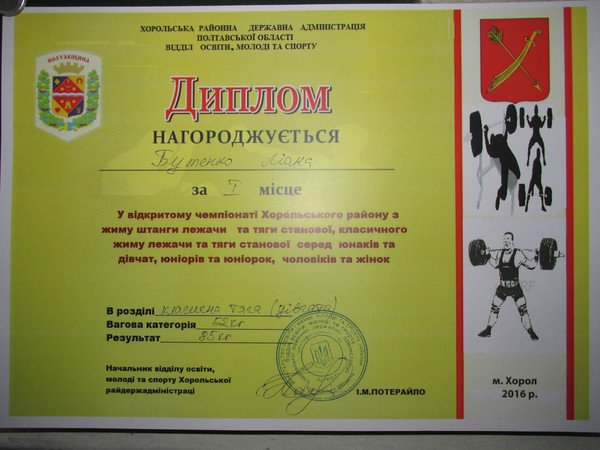 ХОРОЛЬСЬКА РАЙОННА ДЕРЖАВНА АДМІНІСТРАЦІЯ
ПОЛТАВСЬКОЇ ОБЛАСТІ
ВІДДІЛ ОСВІТИ, МОЛОДІ ТА СПОРТУ
ПОЛТАВЩИНА
Диплом
НАГОРОДЖУЄТЬСЯ
Бутенко Ліана
за I місце
У відкритому чемпіонаті Хорольського району з
жиму штанги лежачи та тяги станової, класичного
жиму лежачи та тяги станової серед юнаків та
дівчат, юніорів та юніорок, чоловіків та жінок
В розділі класична тяга (дівчата)
Вагова категорія 52кг
Результат 85кг
Начальник відділу освіти,
молоді та спорту Хорольської
райдержадміністраці
І.М.ПОТЕРАЙЛО
м. Хорол
2016 р.